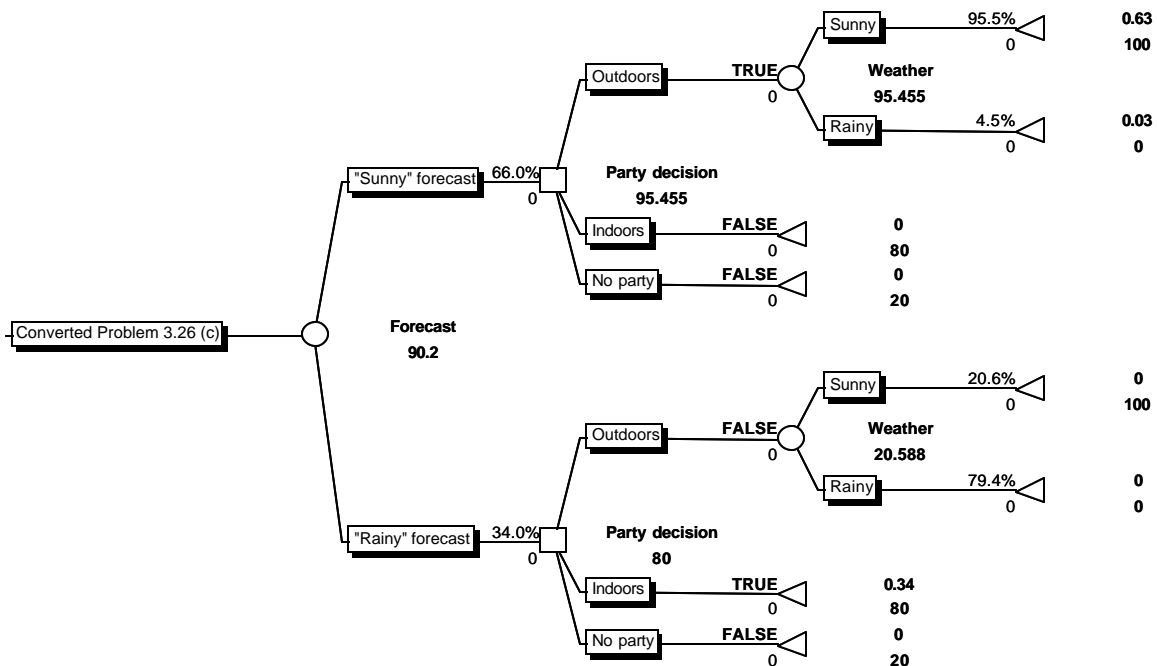 Sunny 95.5% 0.63
0 100
Outdoors TRUE Weather
0 95.455
Rainy 4.5% 0.03
0 0
"Sunny" forecast 66.0% Party decision
0 95.455
Indoors FALSE 0
0 80
No party FALSE 0
0 20
Converted Problem 3.26 (c) Forecast
90.2
Sunny 20.6% 0
0 100
Outdoors FALSE Weather
0 20.588
Rainy 79.4% 0
0 0
"Rainy" forecast 34.0% Party decision
0 80
Indoors TRUE 0.34
0 80
No party FALSE 0
0 20